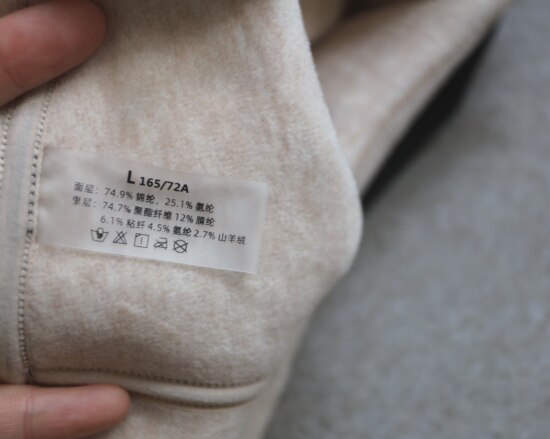 L 165/72A
面层：74.9% 锦纶，25.1% 氨纶
里层：74.7% 聚酯纤维 12% 腈纶
6.1% 粘纤 4.5% 氨纶 2.7% 山羊绒